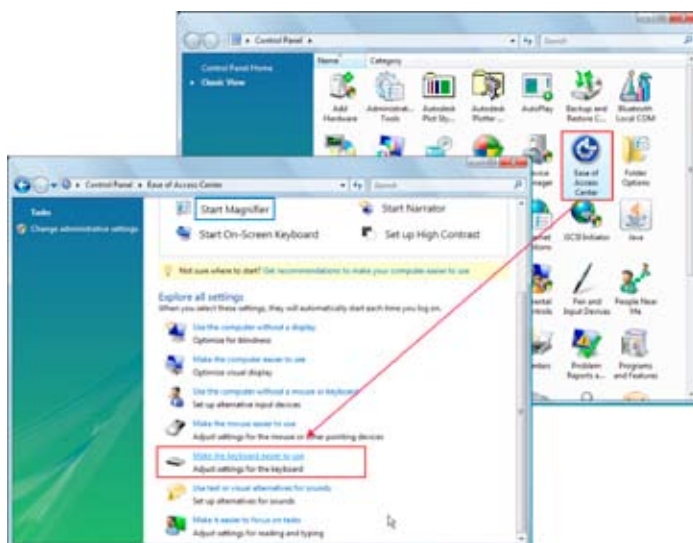 Control Panel
Search
Control Panel Home
Classic View
Name Category
Add Hardware
Administrat... Tools
Autodesk Plot Sty...
Autodesk Plotter ...
AutoPlay
Backup and Restore C...
Bluetooth Local COM
Ease of Access Center
Folder Options
iSCSI Initiator
Java
Pen and Input Devices
People Near Me
Problem Reports a...
Programs and Features
Control Panel Ease of Access Center
Search
Tasks
Change administrative settings
Start Magnifier
Start Narrator
Start On-Screen Keyboard
Set up High Contrast
Not sure where to start? Get recommendations to make your computer easier to use
Explore all settings
When you select these settings, they will automatically start each time you log on.
Use the computer without a display
Optimize for blindness
Make the computer easier to see
Optimize visual display
Use the computer without a mouse or keyboard
Set up alternative input devices
Make the mouse easier to use
Adjust settings for the mouse or other pointing devices
Make the keyboard easier to use
Adjust settings for the keyboard
Use text or visual alternatives for sounds
Set up alternatives for sounds
Make it easier to focus on tasks
Adjust settings for reading and typing